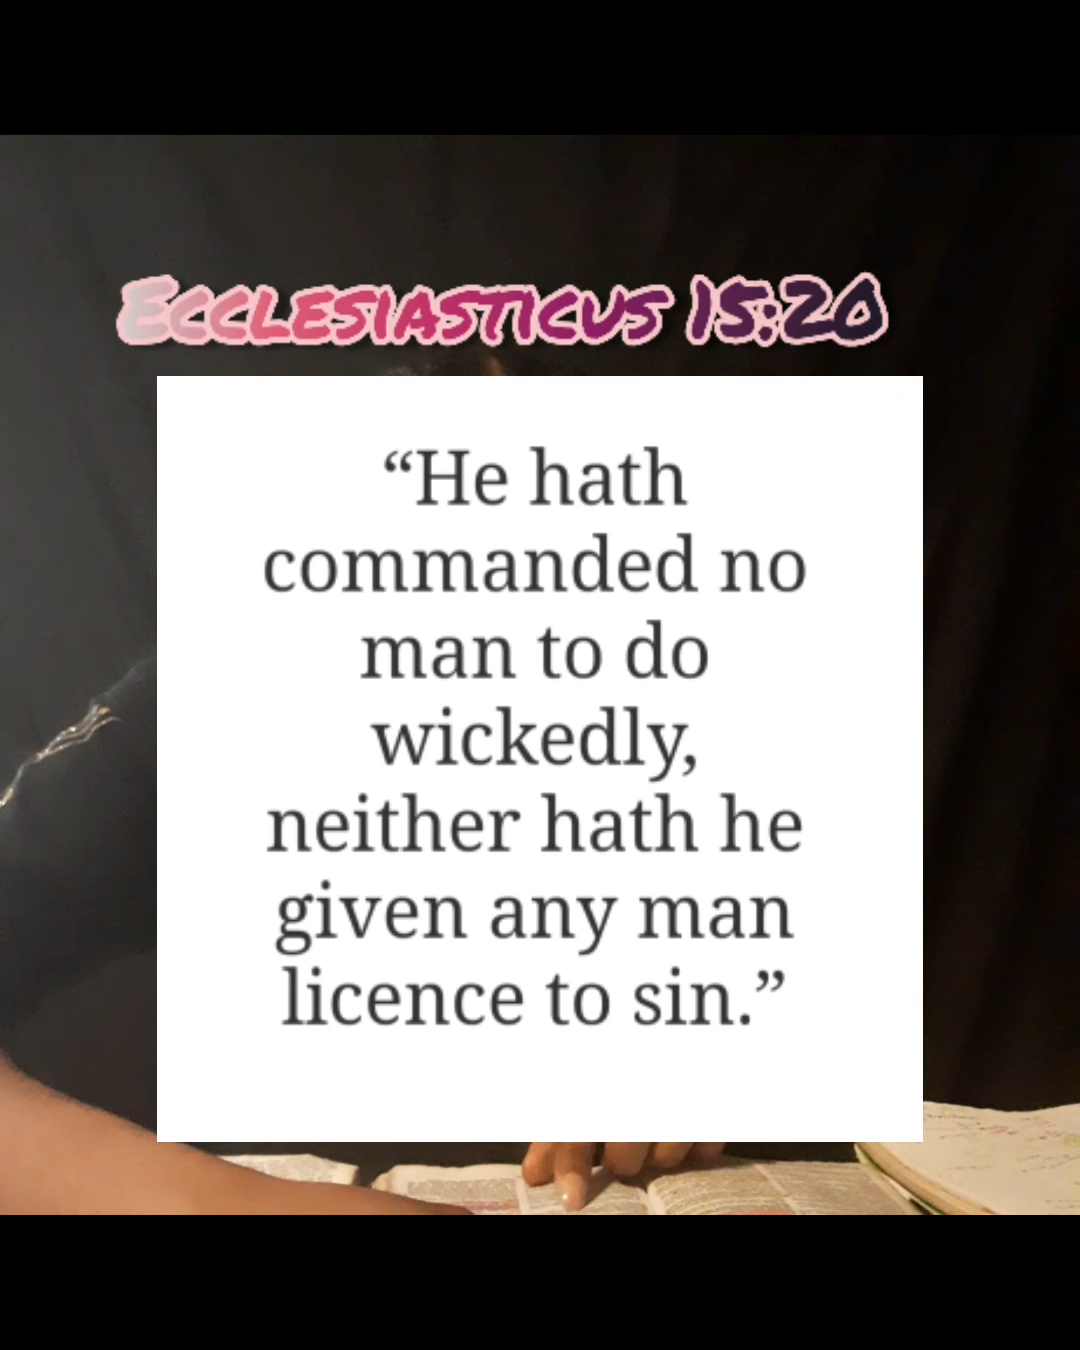 Ecclesiasticus 15:20
“He hath
commanded no
man to do
wickedly,
neither hath he
given any man
licence to sin.”